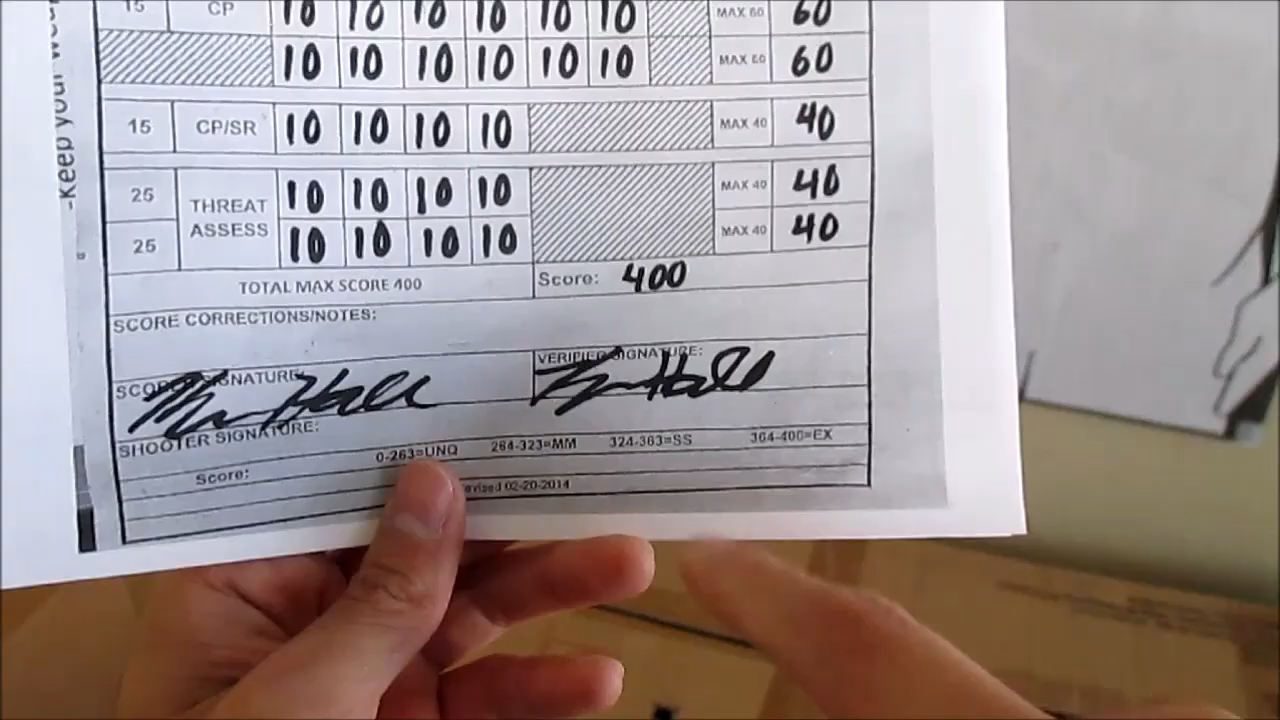 -keep your
15 CP 10 10 10 10 10 10 MAX 60 60
10 10 10 10 10 10 MAX 60 60
15 CP/SR 10 10 10 10 MAX 40 40
25 THREAT ASSESS 10 10 10 10 MAX 40 40
25 10 10 10 10 MAX 40 40
TOTAL MAX SCORE 400 Score: 400
SCORE CORRECTIONS/NOTES:
SIGNATURE: Hall VERIFIED SIGNATURE: Hall
SHOOTER SIGNATURE:
Score: 0-263=UNQ 264-323=MM 324-363=SS 364-400=EX
evised 02-20-2014